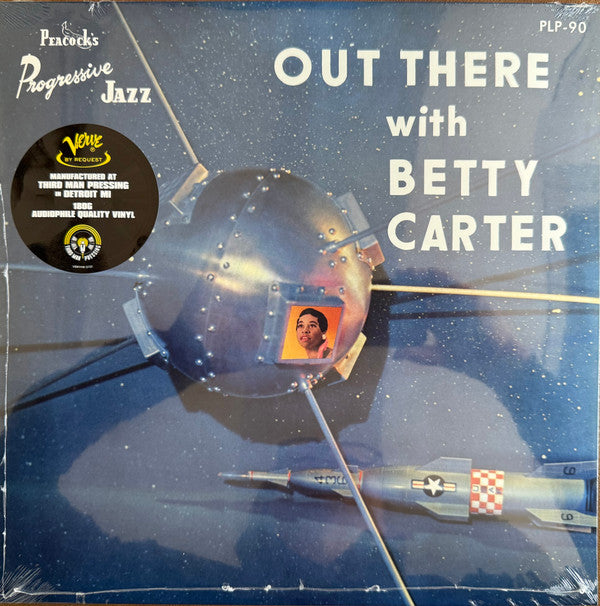 PEACOCK'S
Progressive
JAZZ
PLP-90
OUT THERE
with
BETTY
CARTER
Verve
BY REQUEST
MANUFACTURED AT
THIRD MAN PRESSING
IN DETROIT MI
180G
AUDIOPHILE QUALITY VINYL